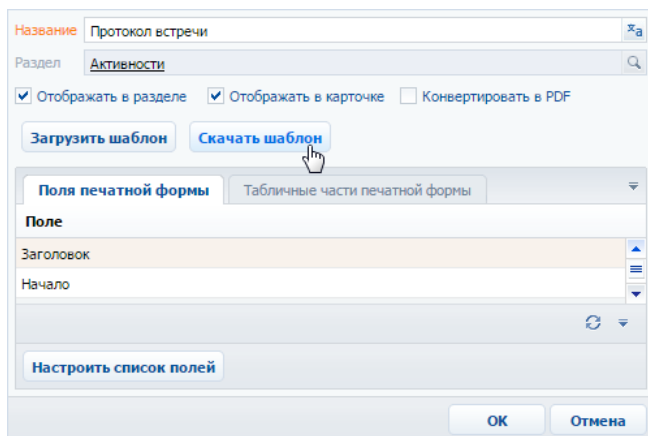 Название Протокол встречи
Раздел Активности
Отображать в разделе Отображать в карточке Конвертировать в PDF
Загрузить шаблон Скачать шаблон
Поля печатной формы Табличные части печатной формы
Поле
Заголовок
Начало
Настроить список полей
ОК Отмена